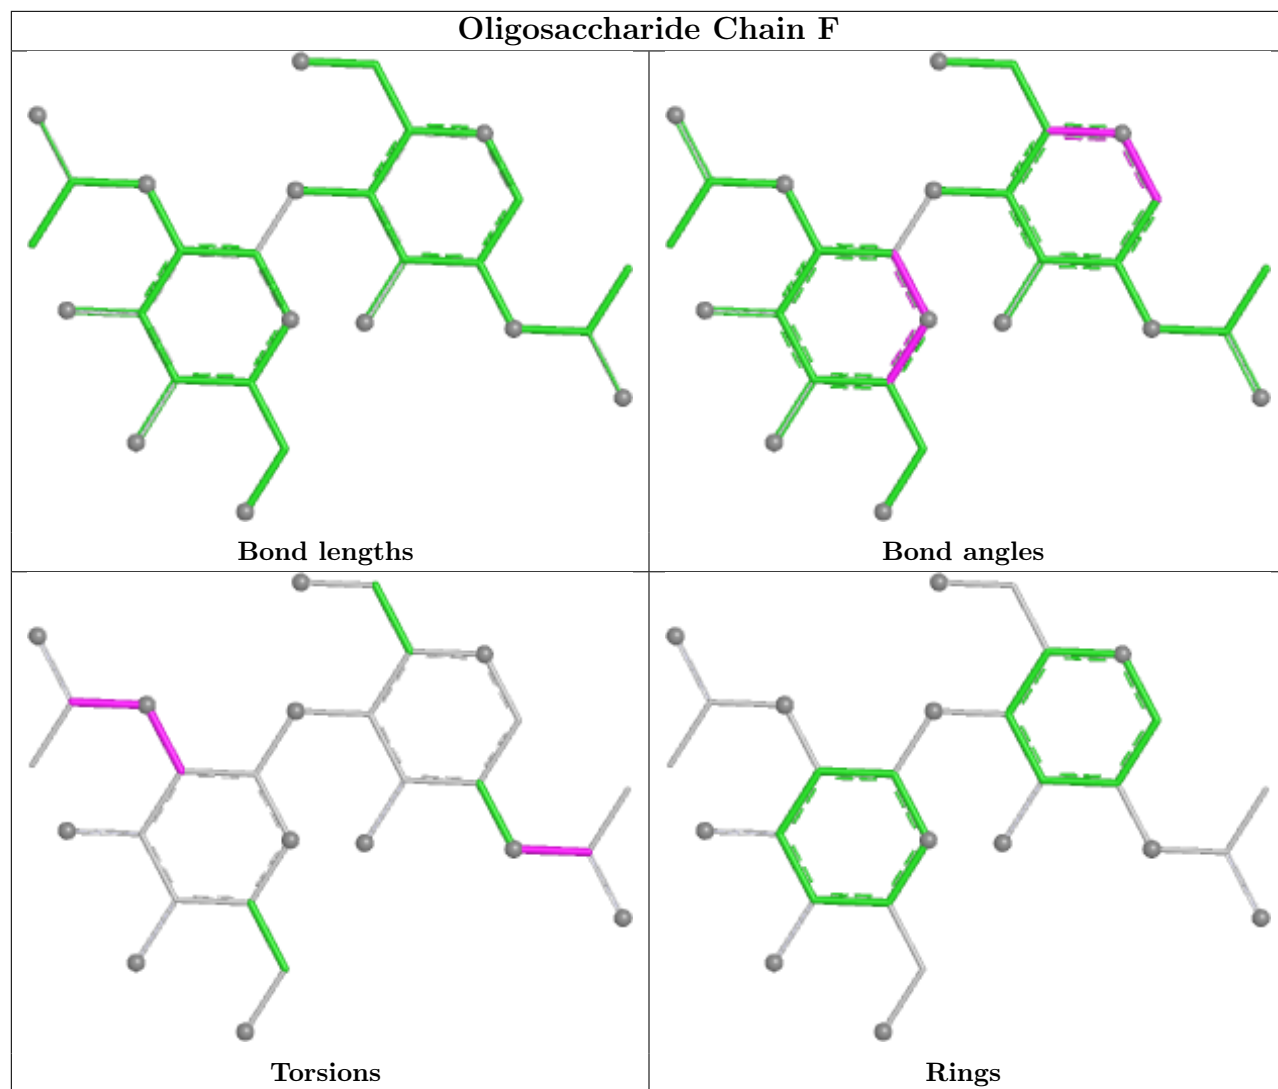 Oligosaccharide Chain F
Bond lengths
Bond angles
Torsions
Rings